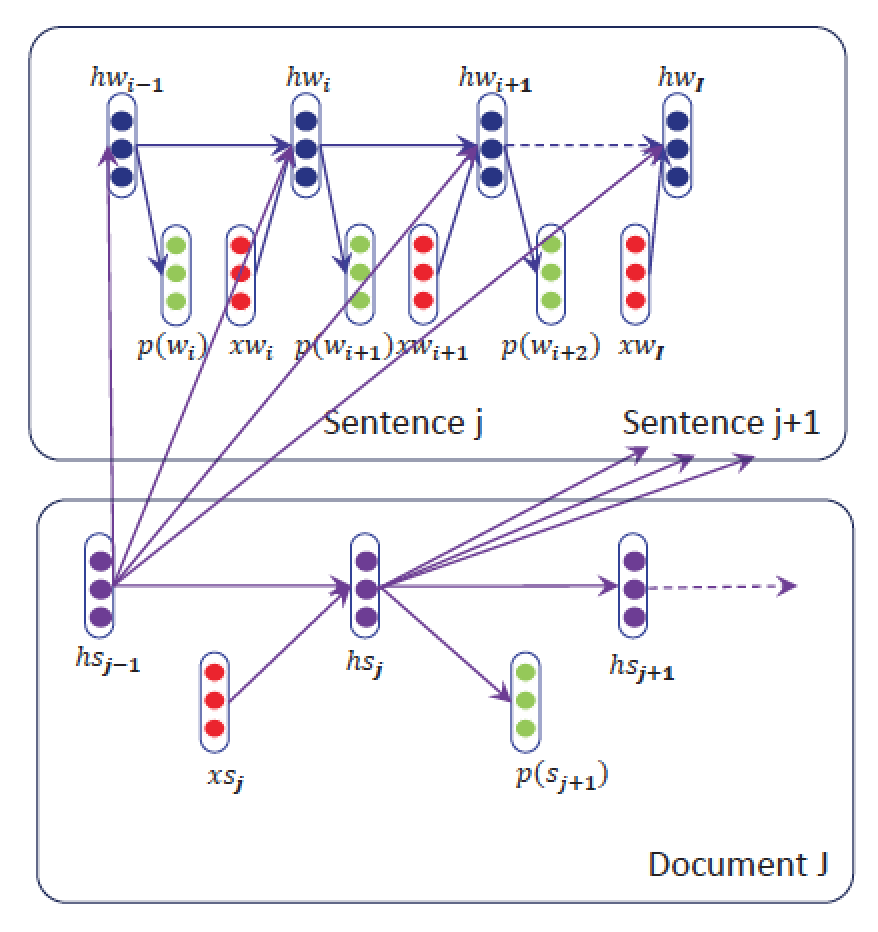 hw_{i−1} hw_i hw_{i+1} hw_I
p(w_i) xw_i p(w_{i+1}) xw_{i+1} p(w_{i+2}) xw_I
Sentence j Sentence j+1
hs_{j−1} hs_j hs_{j+1}
xs_j p(s_{j+1})
Document J